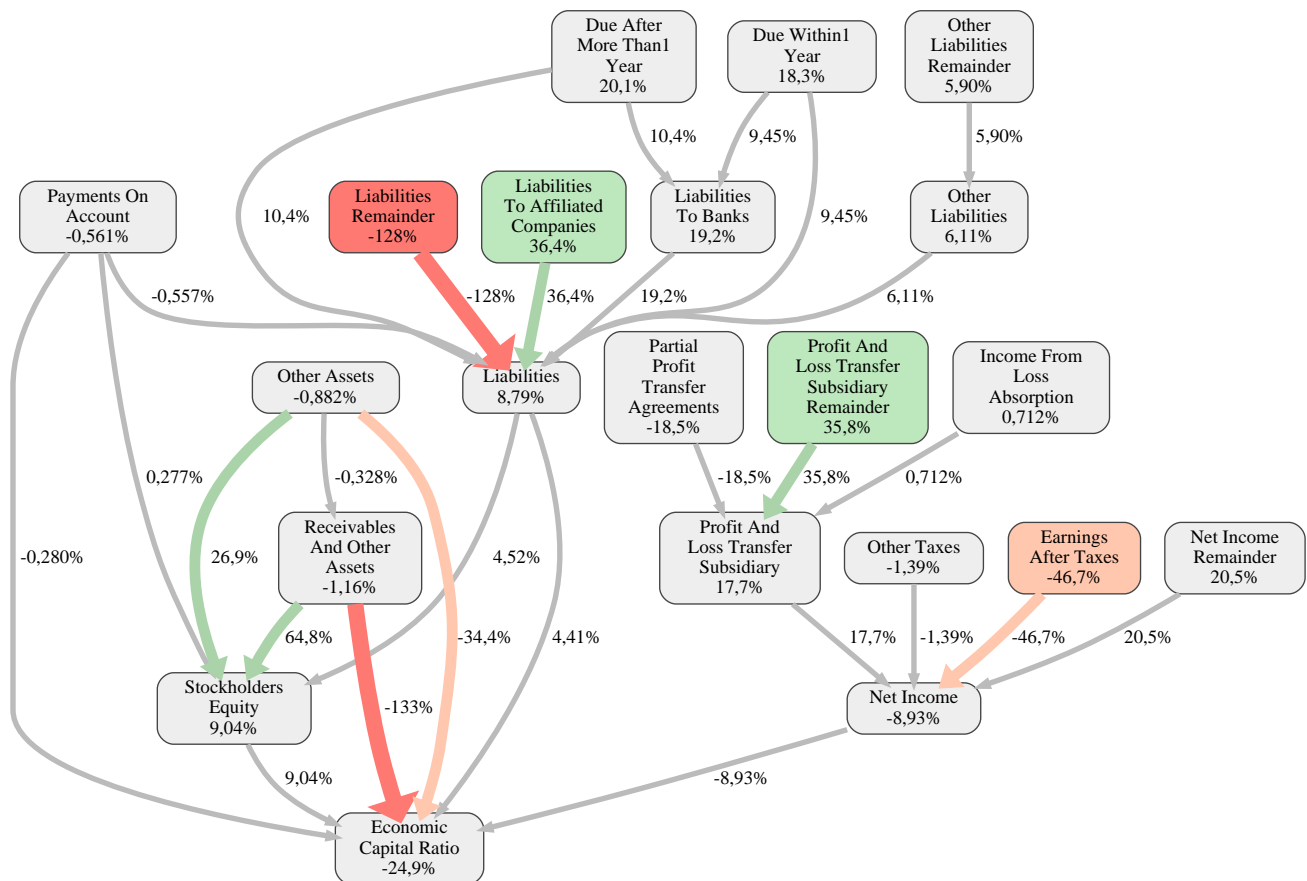 Due After
More Than1
Year
20,1%
Due Within1
Year
18,3%
Other
Liabilities
Remainder
5,90%
10,4%
9,45%
5,90%
Payments On
Account
-0,561%
10,4%
Liabilities
Remainder
-128%
Liabilities
To Affiliated
Companies
36,4%
Liabilities
To Banks
19,2%
9,45%
Other
Liabilities
6,11%
-0,557%
-128%
36,4%
19,2%
6,11%
Other Assets
-0,882%
Liabilities
8,79%
Partial
Profit
Transfer
Agreements
-18,5%
Profit And
Loss Transfer
Subsidiary
Remainder
35,8%
Income From
Loss
Absorption
0,712%
0,277%
-0,328%
-18,5%
35,8%
0,712%
-0,280%
26,9%
Receivables
And Other
Assets
-1,16%
4,52%
Profit And
Loss Transfer
Subsidiary
17,7%
Other Taxes
-1,39%
Earnings
After Taxes
-46,7%
Net Income
Remainder
20,5%
64,8%
-34,4%
4,41%
17,7%
-1,39%
-46,7%
20,5%
Stockholders
Equity
9,04%
-133%
Net Income
-8,93%
9,04%
-8,93%
Economic
Capital Ratio
-24,9%